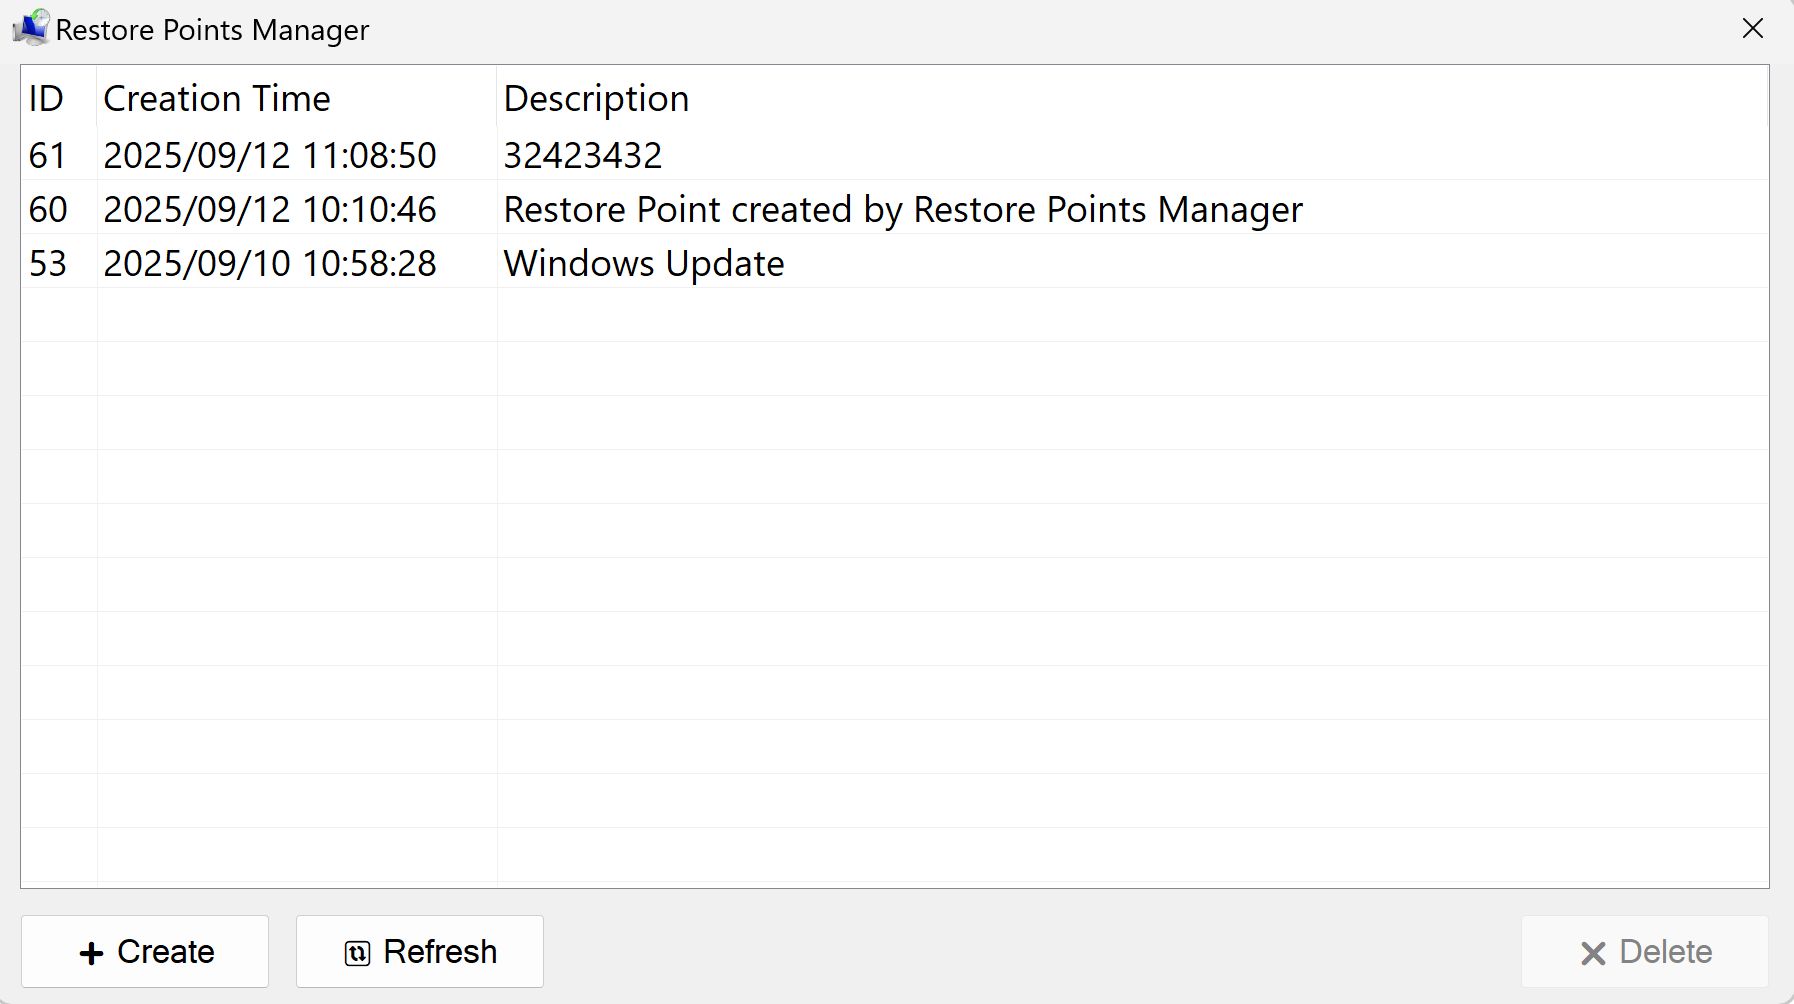 Restore Points Manager
ID Creation Time Description
61 2025/09/12 11:08:50 32423432
60 2025/09/12 10:10:46 Restore Point created by Restore Points Manager
53 2025/09/10 10:58:28 Windows Update
Create Refresh Delete